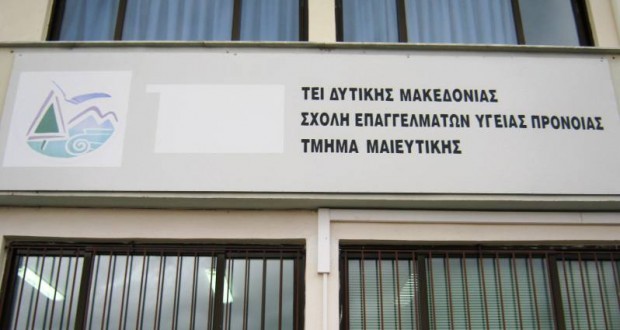 ΤΕΙ ΔΥΤΙΚΗΣ ΜΑΚΕΔΟΝΙΑΣ
ΣΧΟΛΗ ΕΠΑΓΓΕΛΜΑΤΩΝ ΥΓΕΙΑΣ ΠΡΟΝΟΙΑΣ
ΤΜΗΜΑ ΜΑΙΕΥΤΙΚΗΣ